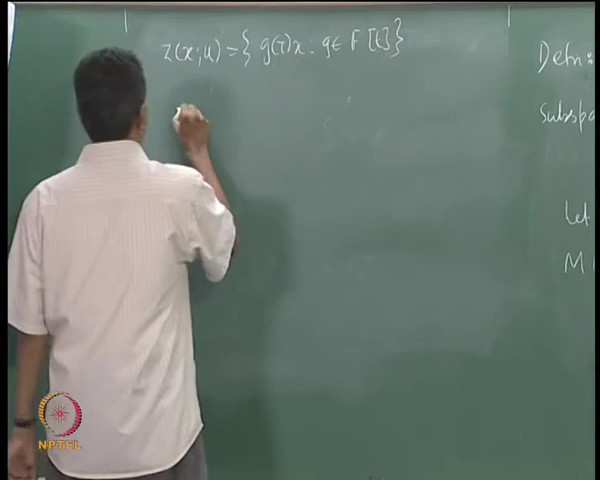 z(x;u) = { g(T)x : g ∈ F[t] }
Defn:
subspa
Let
M
NPTEL